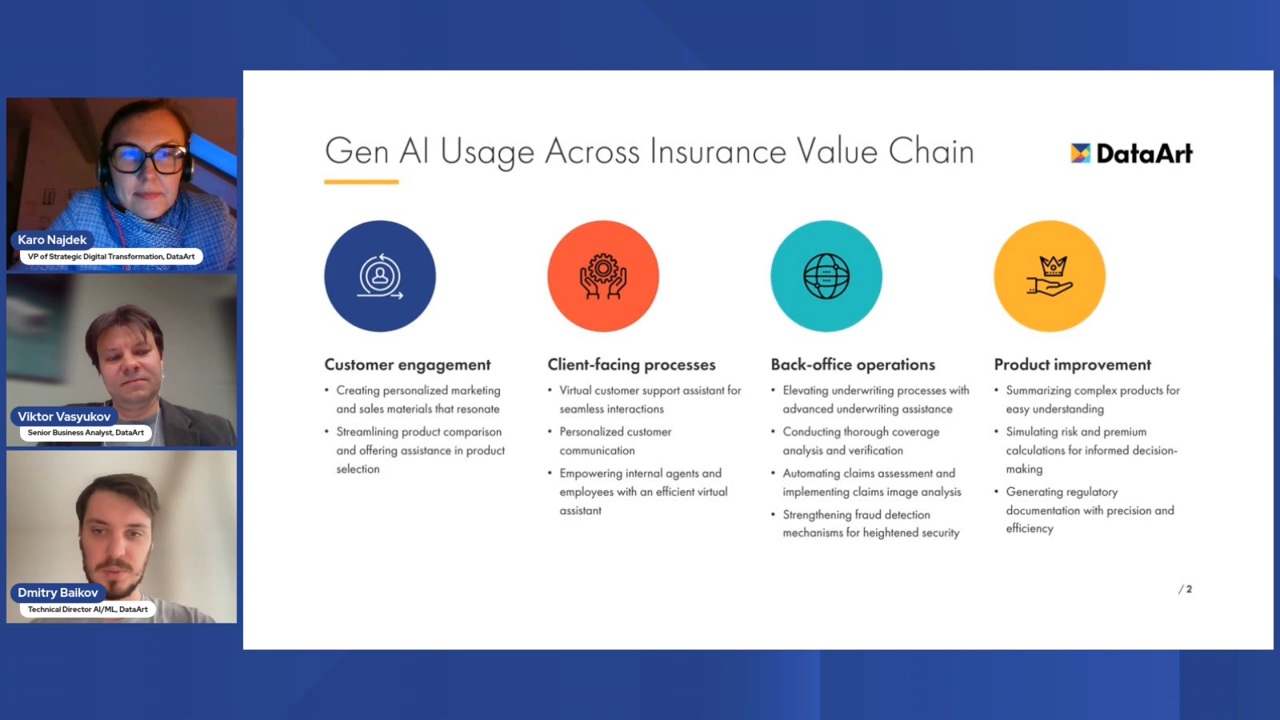 Karo Najdek
VP of Strategic Digital Transformation, DataArt
Viktor Vasyukov
Senior Business Analyst, DataArt
Dmitry Baikov
Technical Director AI/ML, DataArt
Gen AI Usage Across Insurance Value Chain
DataArt
Customer engagement
• Creating personalized marketing
and sales materials that resonate
• Streamlining product comparison
and offering assistance in product
selection
Client-facing processes
• Virtual customer support assistant for
seamless interactions
• Personalized customer
communication
• Empowering internal agents and
employees with an efficient virtual
assistant
Back-office operations
• Elevating underwriting processes with
advanced underwriting assistance
• Conducting thorough coverage
analysis and verification
• Automating claims assessment and
implementing claims image analysis
• Strengthening fraud detection
mechanisms for heightened security
Product improvement
• Summarizing complex products for
easy understanding
• Simulating risk and premium
calculations for informed decision-
making
• Generating regulatory
documentation with precision and
efficiency
/ 2